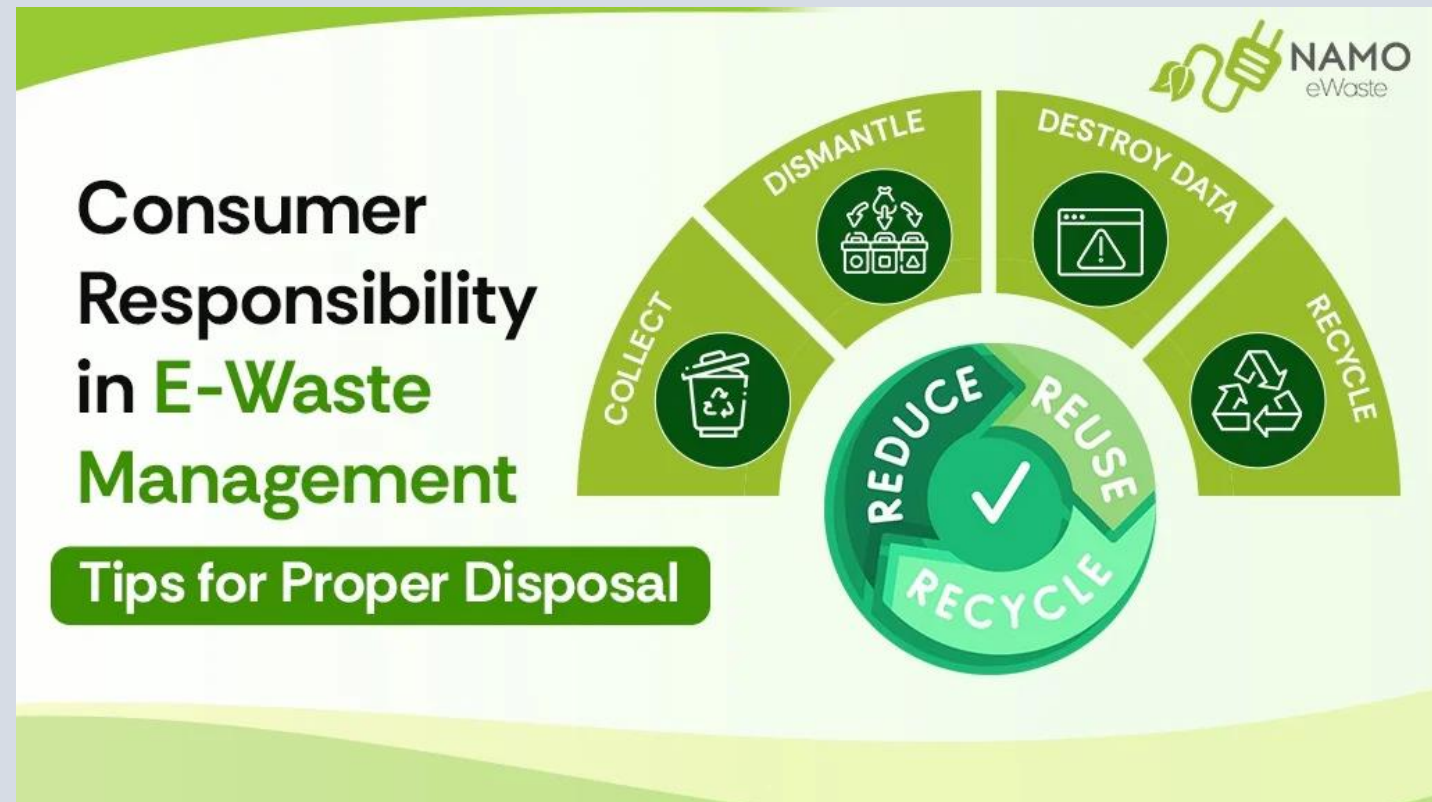 NAMO
eWaste
Consumer
Responsibility
in E-Waste
Management
Tips for Proper Disposal
COLLECT
DISMANTLE
DESTROY DATA
RECYCLE
REDUCE
REUSE
RECYCLE